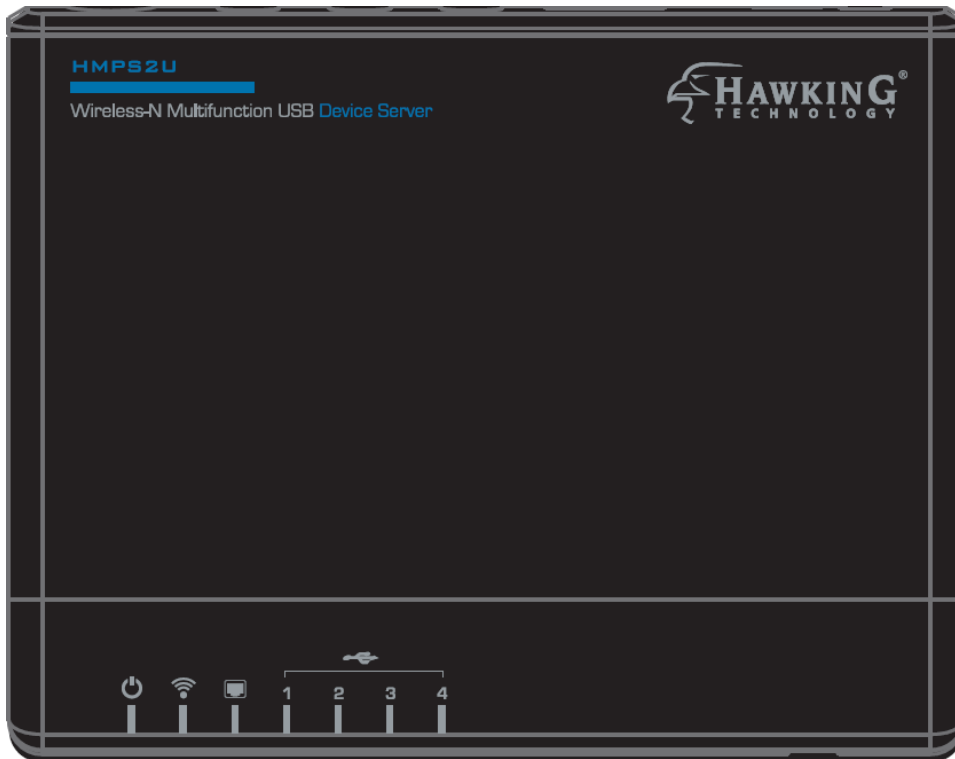 HMPS2U
Wireless-N Multifunction USB Device Server
HAWKING®
TECHNOLOGY
1 2 3 4